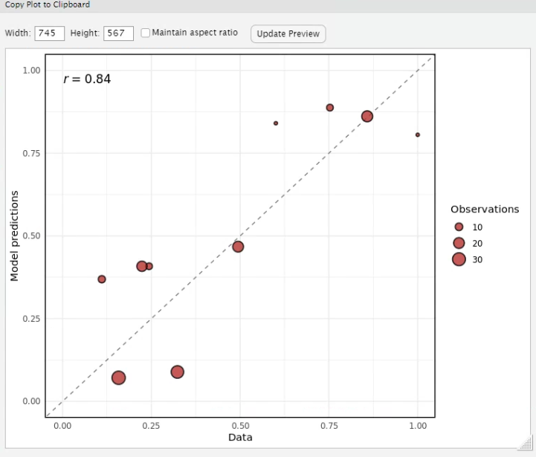 Copy Plot to Clipboard
Width: 745 Height: 567 Maintain aspect ratio Update Preview
r = 0.84
1.00
0.75
0.50
0.25
0.00
Model predictions
0.00 0.25 0.50 0.75 1.00
Data
Observations
10
20
30